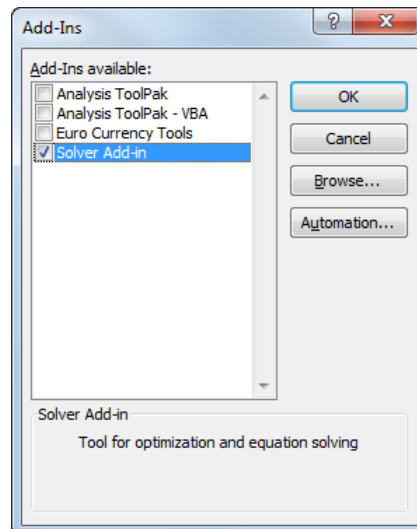 Add-Ins
Add-Ins available:
Analysis ToolPak
Analysis ToolPak - VBA
Euro Currency Tools
Solver Add-in
OK
Cancel
Browse...
Automation...
Solver Add-in
Tool for optimization and equation solving